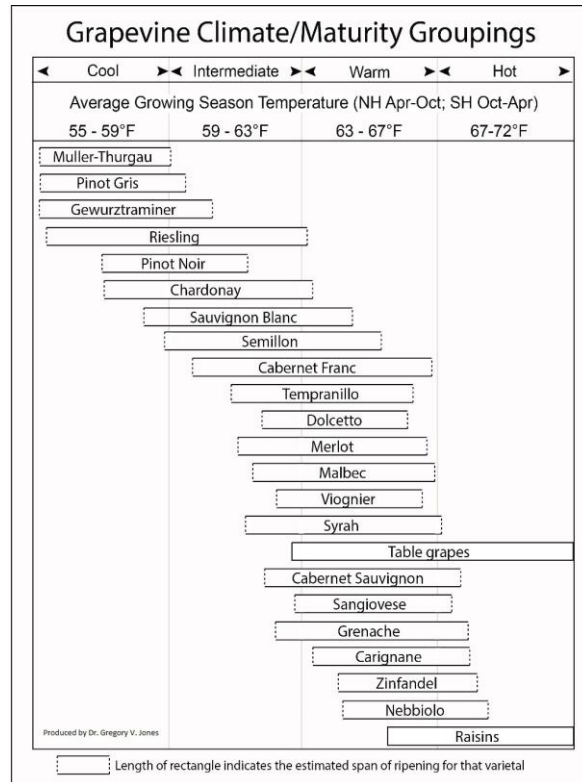 Grapevine Climate/Maturity Groupings
Cool Intermediate Warm Hot
Average Growing Season Temperature (NH Apr-Oct; SH Oct-Apr)
55 - 59°F 59 - 63°F 63 - 67°F 67-72°F
Muller-Thurgau
Pinot Gris
Gewurztraminer
Riesling
Pinot Noir
Chardonay
Sauvignon Blanc
Semillon
Cabernet Franc
Tempranillo
Dolcetto
Merlot
Malbec
Viognier
Syrah
Table grapes
Cabernet Sauvignon
Sangiovese
Grenache
Carignane
Zinfandel
Nebbiolo
Raisins
Produced by Dr. Gregory V. Jones
Length of rectangle indicates the estimated span of ripening for that varietal